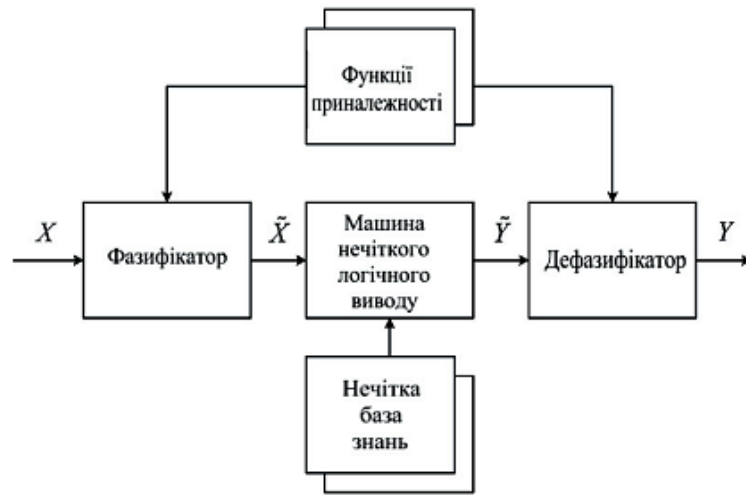 Функції
приналежності
X
Фазифікатор
X̃
Машина
нечіткого
логічного
виводу
Ỹ
Дефазифікатор
Y
Нечітка
база
знань